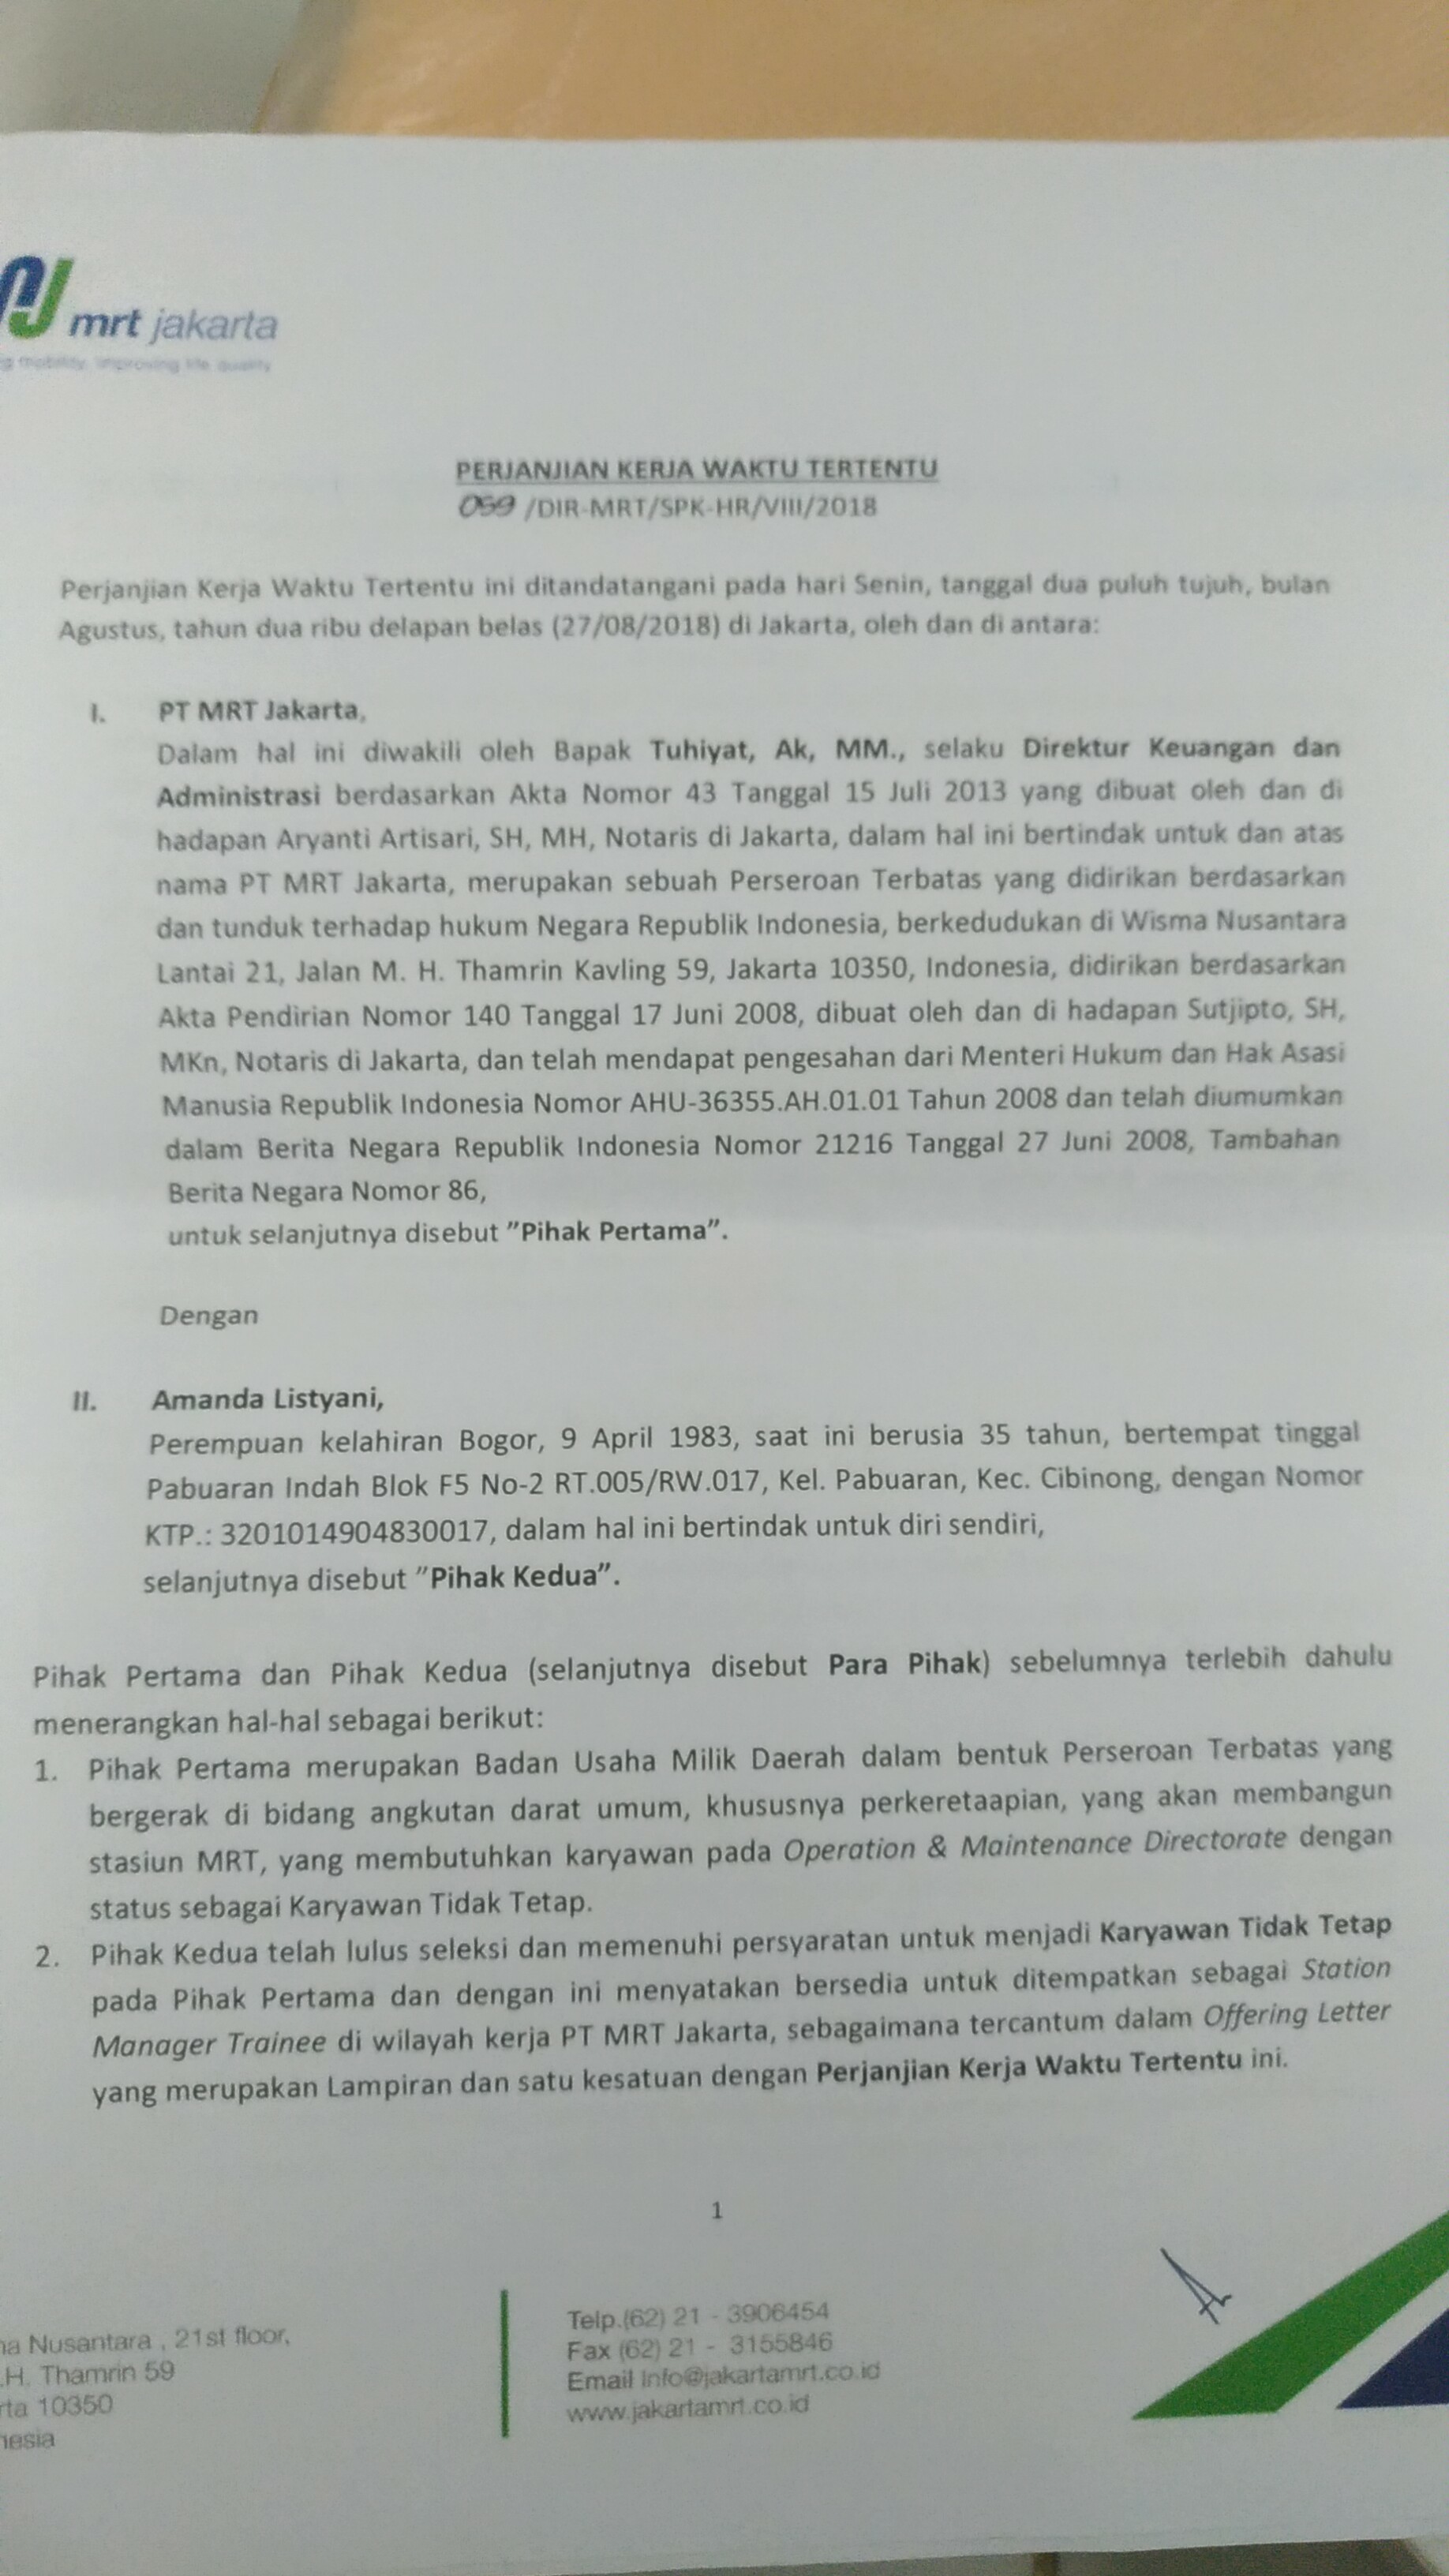 mrt jakarta
mobility, improving life quality
PERJANJIAN KERJA WAKTU TERTENTU
059 /DIR-MRT/SPK-HR/VIII/2018
Perjanjian Kerja Waktu Tertentu ini ditandatangani pada hari Senin, tanggal dua puluh tujuh, bulan
Agustus, tahun dua ribu delapan belas (27/08/2018) di Jakarta, oleh dan di antara:
I. PT MRT Jakarta,
Dalam hal ini diwakili oleh Bapak Tuhiyat, Ak, MM., selaku Direktur Keuangan dan
Administrasi berdasarkan Akta Nomor 43 Tanggal 15 Juli 2013 yang dibuat oleh dan di
hadapan Aryanti Artisari, SH, MH, Notaris di Jakarta, dalam hal ini bertindak untuk dan atas
nama PT MRT Jakarta, merupakan sebuah Perseroan Terbatas yang didirikan berdasarkan
dan tunduk terhadap hukum Negara Republik Indonesia, berkedudukan di Wisma Nusantara
Lantai 21, Jalan M. H. Thamrin Kavling 59, Jakarta 10350, Indonesia, didirikan berdasarkan
Akta Pendirian Nomor 140 Tanggal 17 Juni 2008, dibuat oleh dan di hadapan Sutjipto, SH,
MKn, Notaris di Jakarta, dan telah mendapat pengesahan dari Menteri Hukum dan Hak Asasi
Manusia Republik Indonesia Nomor AHU-36355.AH.01.01 Tahun 2008 dan telah diumumkan
dalam Berita Negara Republik Indonesia Nomor 21216 Tanggal 27 Juni 2008, Tambahan
Berita Negara Nomor 86,
untuk selanjutnya disebut "Pihak Pertama".
Dengan
II. Amanda Listyani,
Perempuan kelahiran Bogor, 9 April 1983, saat ini berusia 35 tahun, bertempat tinggal
Pabuaran Indah Blok F5 No-2 RT.005/RW.017, Kel. Pabuaran, Kec. Cibinong, dengan Nomor
KTP.: 3201014904830017, dalam hal ini bertindak untuk diri sendiri,
selanjutnya disebut "Pihak Kedua".
Pihak Pertama dan Pihak Kedua (selanjutnya disebut Para Pihak) sebelumnya terlebih dahulu
menerangkan hal-hal sebagai berikut:
1. Pihak Pertama merupakan Badan Usaha Milik Daerah dalam bentuk Perseroan Terbatas yang
bergerak di bidang angkutan darat umum, khususnya perkeretaapian, yang akan membangun
stasiun MRT, yang membutuhkan karyawan pada Operation & Maintenance Directorate dengan
status sebagai Karyawan Tidak Tetap.
2. Pihak Kedua telah lulus seleksi dan memenuhi persyaratan untuk menjadi Karyawan Tidak Tetap
pada Pihak Pertama dan dengan ini menyatakan bersedia untuk ditempatkan sebagai Station
Manager Trainee di wilayah kerja PT MRT Jakarta, sebagaimana tercantum dalam Offering Letter
yang merupakan Lampiran dan satu kesatuan dengan Perjanjian Kerja Waktu Tertentu ini.
1
Nusantara , 21st floor,
.H. Thamrin 59
rta 10350
nesia
Telp.(62) 21 - 3906454
Fax (62) 21 - 3155846
Email Info@jakartamrt.co.id
www.jakartamrt.co.id